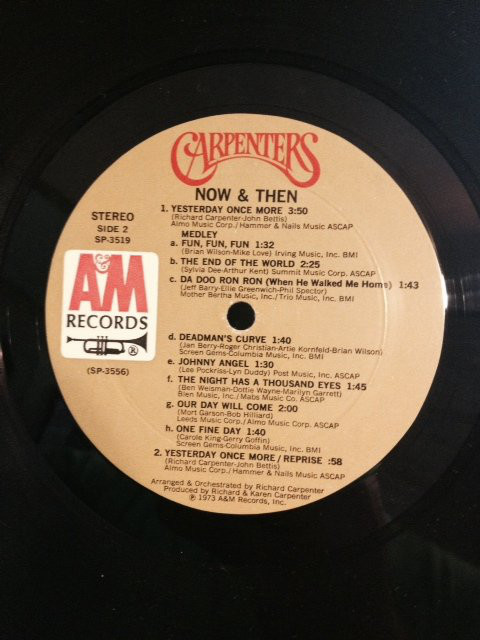 CARPENTERS
NOW & THEN
STEREO
SIDE 2
SP-3519
A&M
RECORDS
®
(SP-3556)
1. YESTERDAY ONCE MORE 3:50
(Richard Carpenter-John Bettis)
Almo Music Corp./Hammer & Nails Music ASCAP
MEDLEY
a. FUN, FUN, FUN 1:32
(Brian Wilson-Mike Love) Irving Music, Inc. BMI
b. THE END OF THE WORLD 2:25
(Sylvia Dee-Arthur Kent) Summit Music Corp. ASCAP
c. DA DOO RON RON (When He Walked Me Home) 1:43
(Jeff Barry-Ellie Greenwich-Phil Spector)
Mother Bertha Music, Inc./Trio Music, Inc. BMI
d. DEADMAN'S CURVE 1:40
(Jan Berry-Roger Christian-Artie Kornfeld-Brian Wilson)
Screen Gems-Columbia Music, Inc. BMI
e. JOHNNY ANGEL 1:30
(Lee Pockriss-Lyn Duddy) Post Music, Inc. ASCAP
f. THE NIGHT HAS A THOUSAND EYES 1:45
(Ben Weisman-Dottie Wayne-Marilyn Garrett)
Blen Music, Inc./Mabs Music Co. ASCAP
g. OUR DAY WILL COME 2:00
(Mort Garson-Bob Hilliard)
Leeds Music Corp./Almo Music Corp. ASCAP
h. ONE FINE DAY 1:40
(Carole King-Gerry Goffin)
Screen Gems-Columbia Music, Inc. BMI
2. YESTERDAY ONCE MORE/REPRISE :58
(Richard Carpenter-John Bettis)
Almo Music Corp./Hammer & Nails Music ASCAP
Arranged & Orchestrated by Richard Carpenter
Produced by Richard & Karen Carpenter
℗ 1973 A&M Records, Inc.